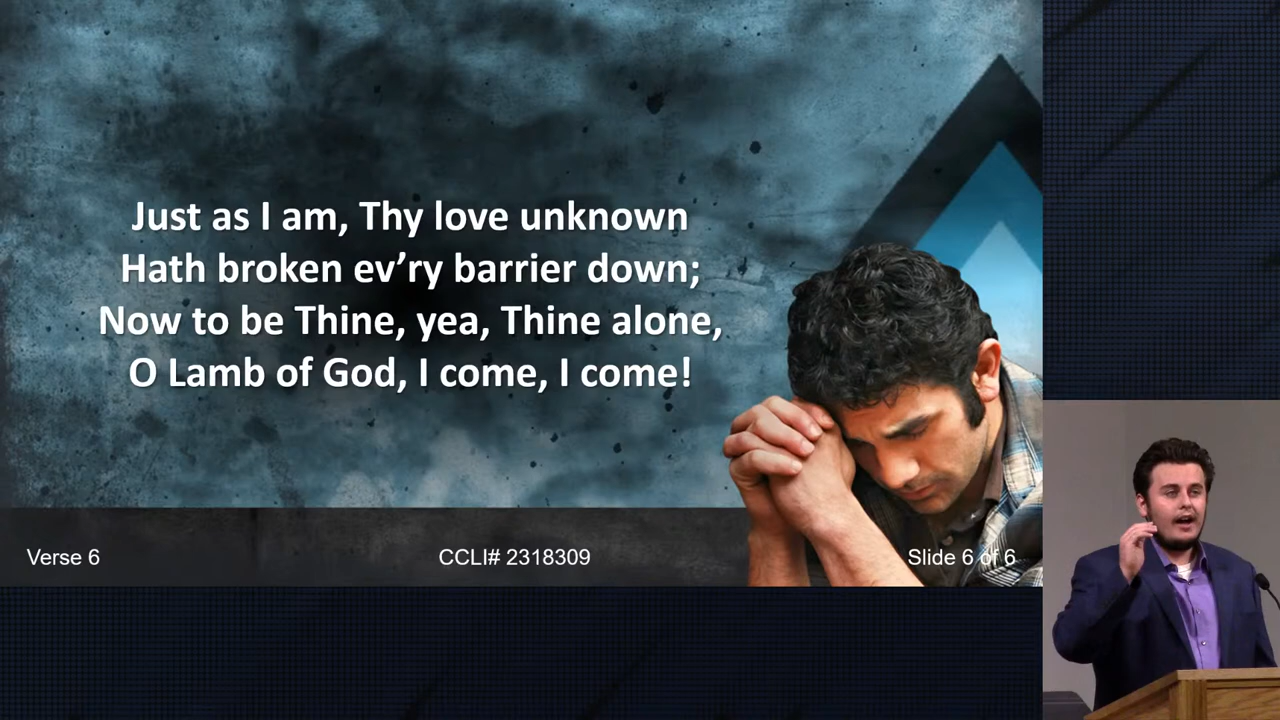 Just as I am, Thy love unknown
Hath broken ev’ry barrier down;
Now to be Thine, yea, Thine alone,
O Lamb of God, I come, I come!
Verse 6
CCLI# 2318309
Slide 6 of 6